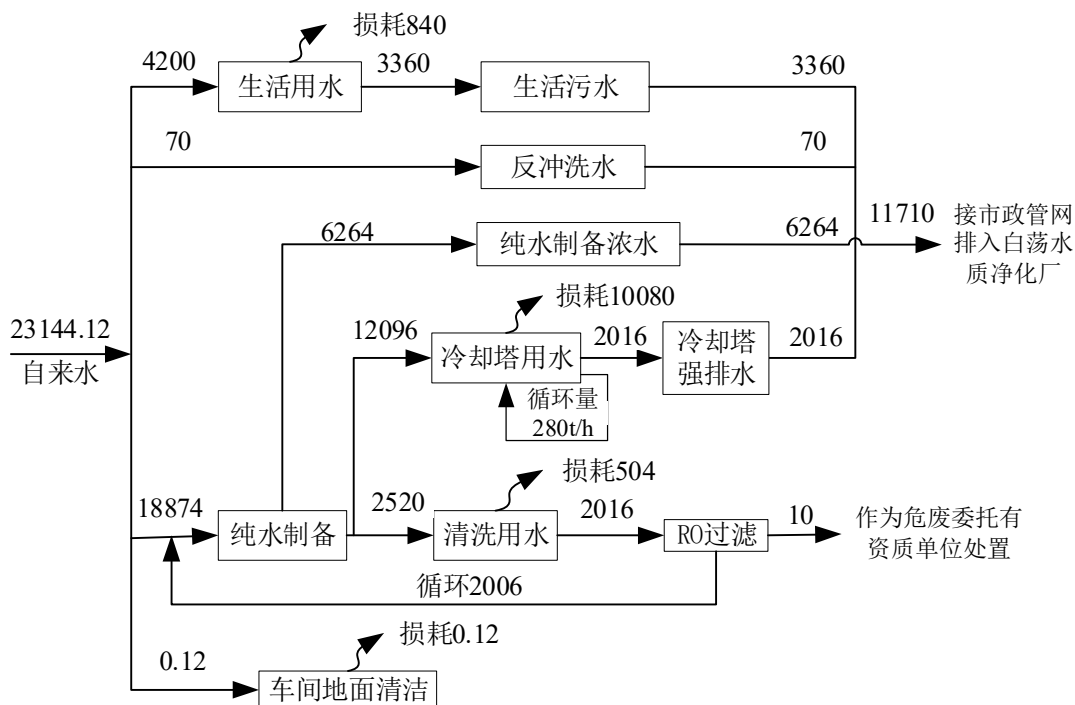 损耗840
4200
生活用水
3360
生活污水
3360
70
反冲洗水
70
6264
纯水制备浓水
6264
11710
接市政管网
排入白荡水
质净化厂
23144.12
自来水
损耗10080
12096
冷却塔用水
2016
冷却塔
强排水
2016
循环量
280t/h
损耗504
18874
纯水制备
2520
清洗用水
2016
RO过滤
10
作为危废委托有
资质单位处置
循环2006
损耗0.12
0.12
车间地面清洁